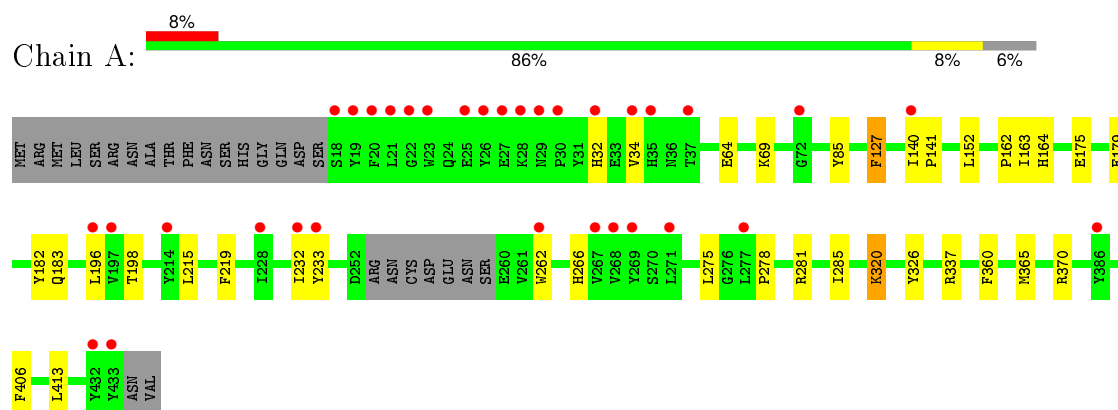 8%
Chain A:
86% 8% 6%
MET ARG MET LEU SER ARG ASN ALA THR PHE ASN SER HIS GLY GLN ASP SER S18 Y19 F20 L21 G22 W23 Q24 E25 Y26 E27 K28 N29 P30 Y31 H32 E33 V34 H35 N36 T37 E64 K69 G72 Y85 F127 I140 P141 L152 P162 I163 H164 E175
Y182 Q183 L196 V197 T198 Y214 L215 F219 I228 I232 Y233 D252 ARG ASN CYS ASP GLU ASN SER E260 V261 W262 H266 V267 V268 Y269 S270 L271 L275 G276 L277 P278 R281 I285 K320 Y326 R337 F360 M365 R370 Y386
F406 L413 Y432 Y433 ASN VAL